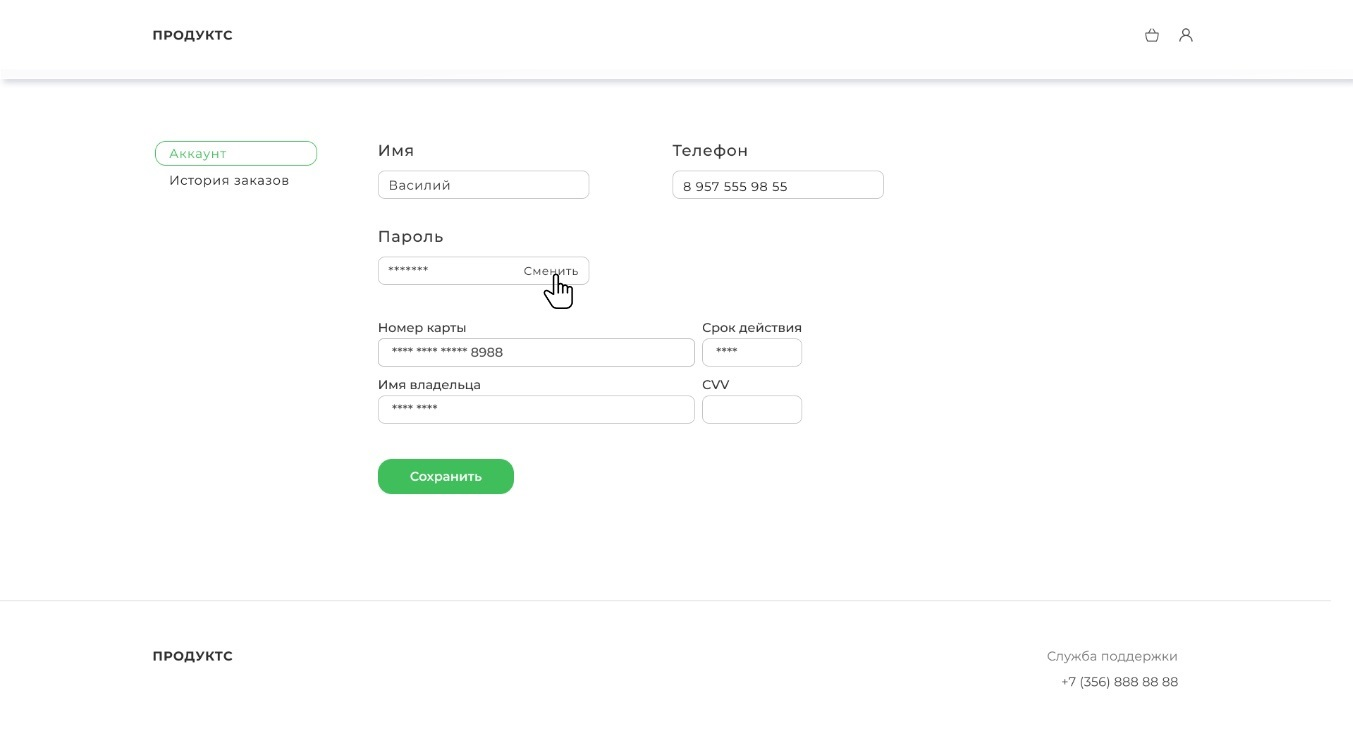 ПРОДУКТС
Аккаунт
История заказов
Имя
Телефон
Василий
8 957 555 98 55
Пароль
******* Сменить
Номер карты
Срок действия
**** **** ***** 8988
****
Имя владельца
CVV
**** ****
Сохранить
ПРОДУКТС
Служба поддержки
+7 (356) 888 88 88